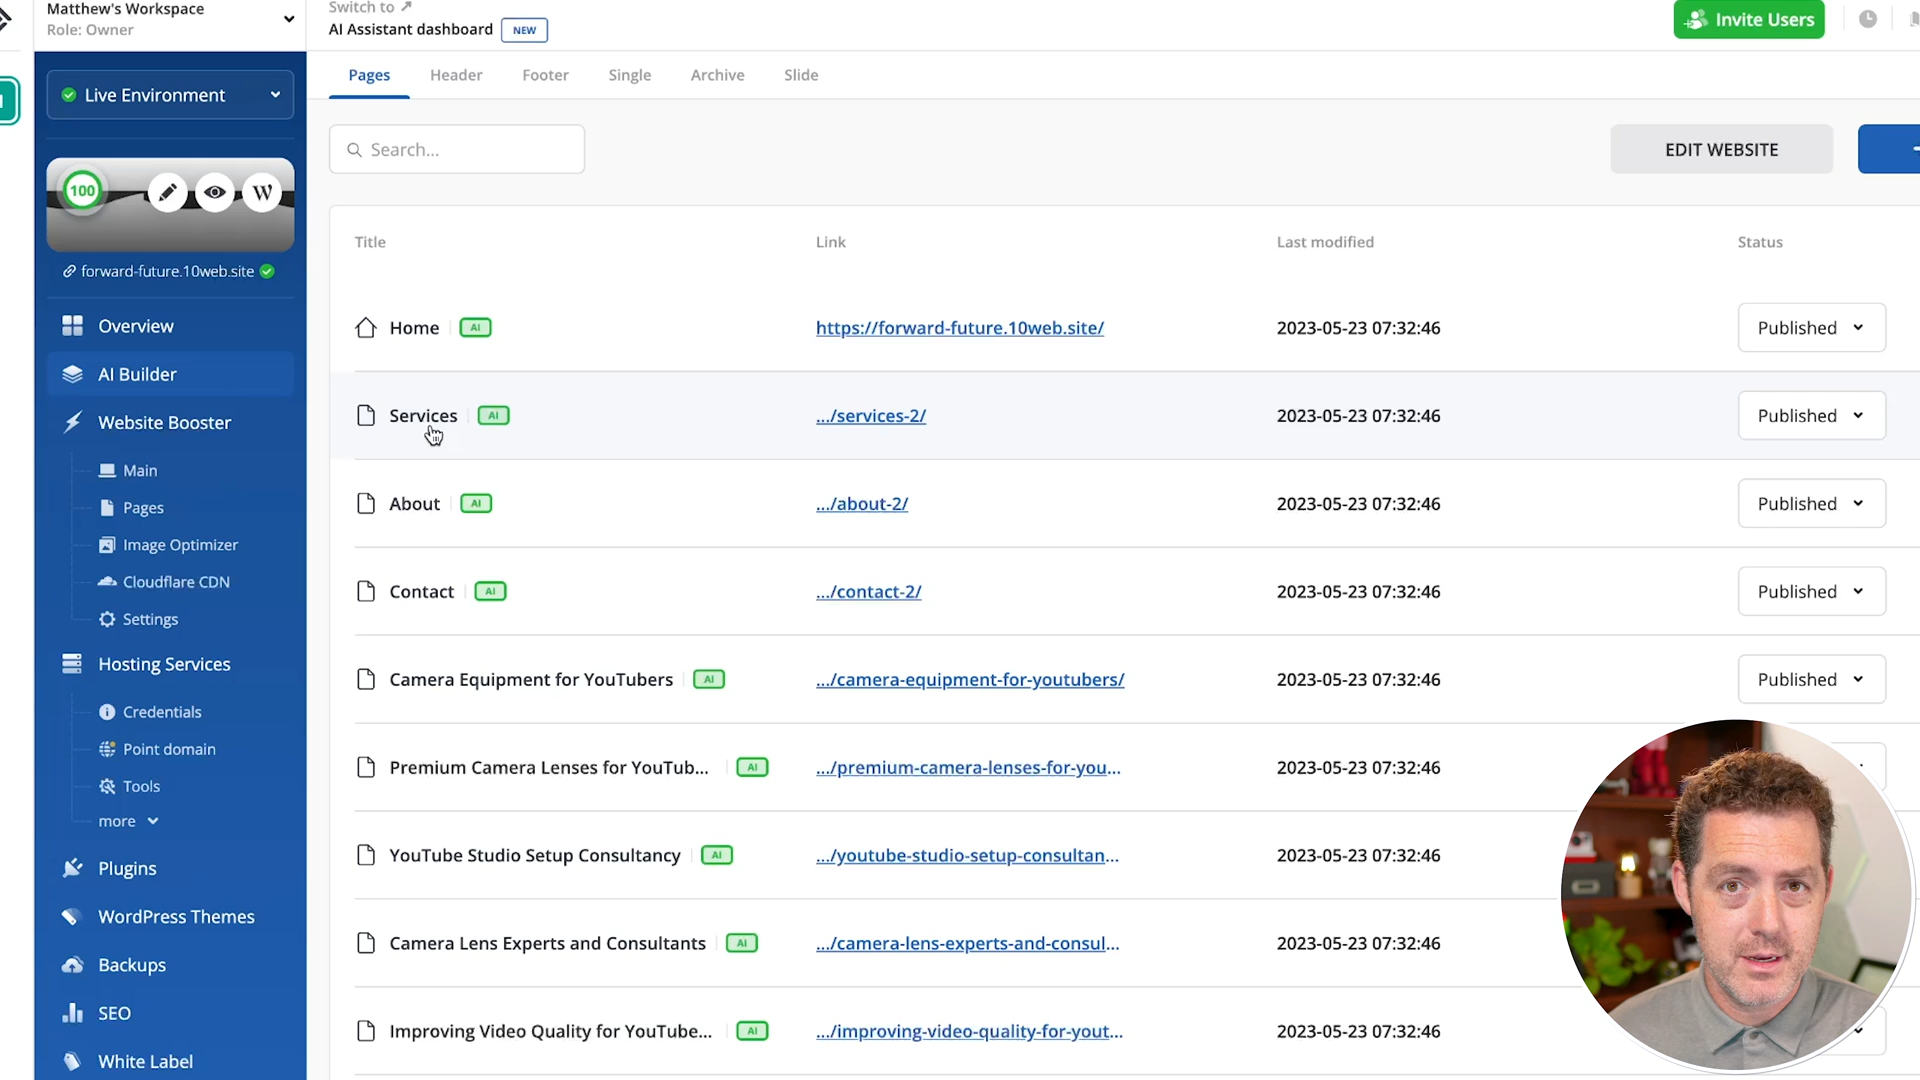 Matthew's Workspace
Role: Owner
Switch to
AI Assistant dashboard NEW
Invite Users
Live Environment
Pages Header Footer Single Archive Slide
Search...
EDIT WEBSITE
100
W
forward-future.10web.site
Overview
AI Builder
Website Booster
Main
Pages
Image Optimizer
Cloudflare CDN
Settings
Hosting Services
Credentials
Point domain
Tools
more
Plugins
WordPress Themes
Backups
SEO
White Label
Title Link Last modified Status
Home AI https://forward-future.10web.site/ 2023-05-23 07:32:46 Published
Services AI .../services-2/ 2023-05-23 07:32:46 Published
About AI .../about-2/ 2023-05-23 07:32:46 Published
Contact AI .../contact-2/ 2023-05-23 07:32:46 Published
Camera Equipment for YouTubers AI .../camera-equipment-for-youtubers/ 2023-05-23 07:32:46 Published
Premium Camera Lenses for YouTub... AI .../premium-camera-lenses-for-you... 2023-05-23 07:32:46
YouTube Studio Setup Consultancy AI .../youtube-studio-setup-consultan... 2023-05-23 07:32:46
Camera Lens Experts and Consultants AI .../camera-lens-experts-and-consul... 2023-05-23 07:32:46
Improving Video Quality for YouTube... AI .../improving-video-quality-for-yout... 2023-05-23 07:32:46